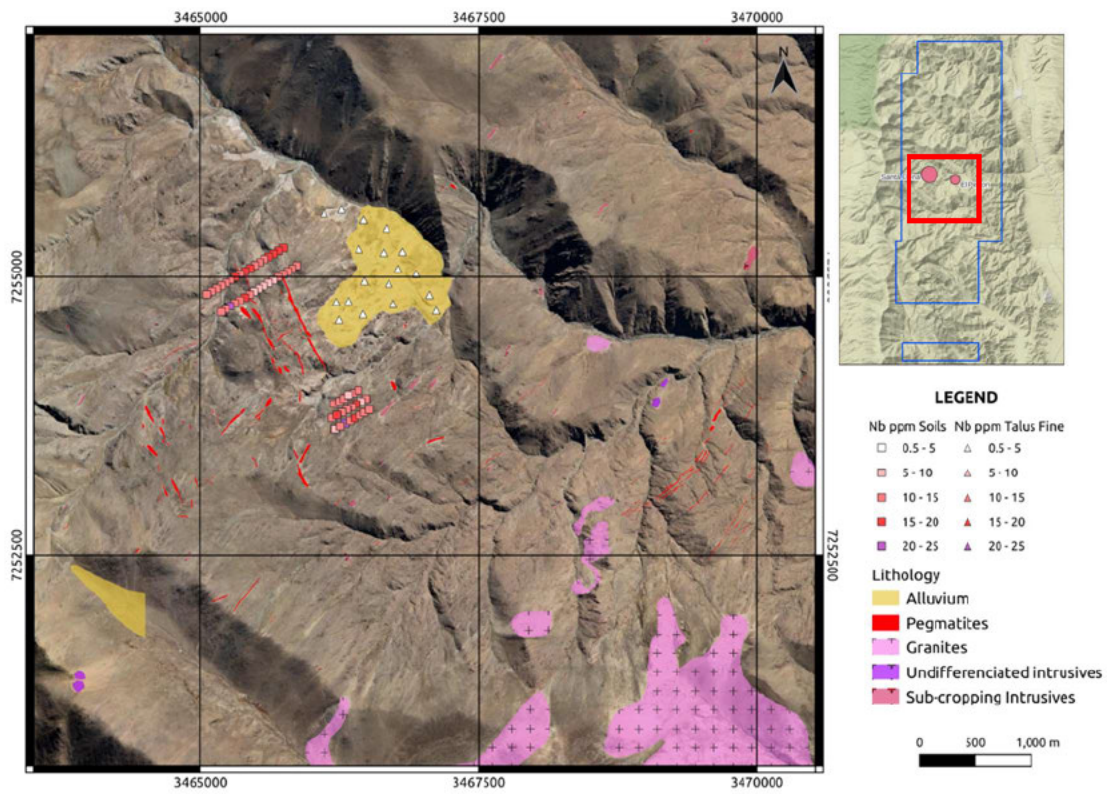 3465000 3467500 3470000
N
7255000
7255000
7252500
7252500
3465000 3467500 3470000
LEGEND
Nb ppm Soils Nb ppm Talus Fine
0.5 - 5 0.5 - 5
5 - 10 5 - 10
10 - 15 10 - 15
15 - 20 15 - 20
20 - 25 20 - 25
Lithology
Alluvium
Pegmatites
Granites
Undifferenciated intrusives
Sub-cropping Intrusives
0 500 1,000 m